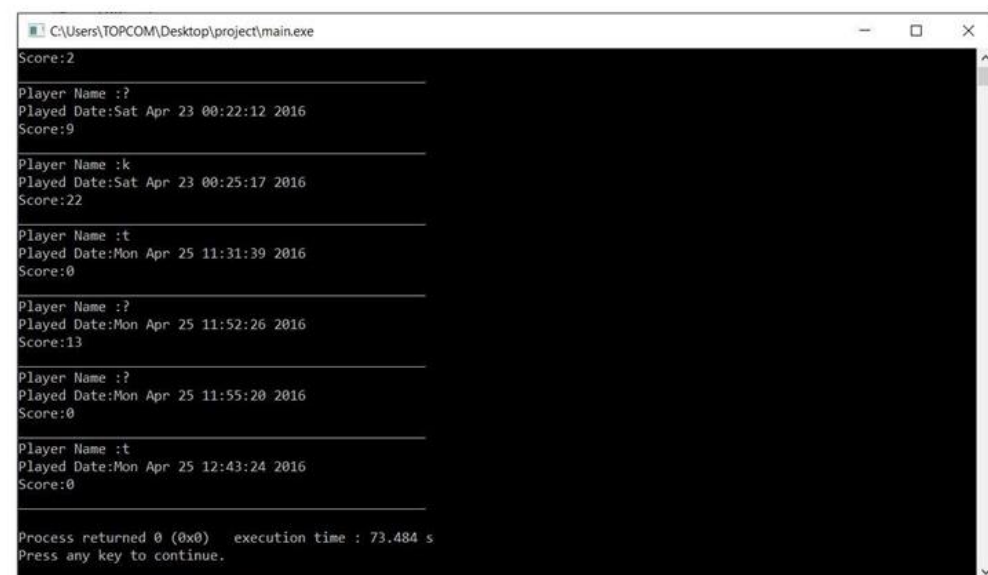 C:\Users\TOPCOM\Desktop\project\main.exe
Score:2
Player Name :?
Played Date:Sat Apr 23 00:22:12 2016
Score:9
Player Name :k
Played Date:Sat Apr 23 00:25:17 2016
Score:22
Player Name :t
Played Date:Mon Apr 25 11:31:39 2016
Score:0
Player Name :?
Played Date:Mon Apr 25 11:52:26 2016
Score:13
Player Name :?
Played Date:Mon Apr 25 11:55:20 2016
Score:0
Player Name :t
Played Date:Mon Apr 25 12:43:24 2016
Score:0
Process returned 0 (0x0)   execution time : 73.484 s
Press any key to continue.